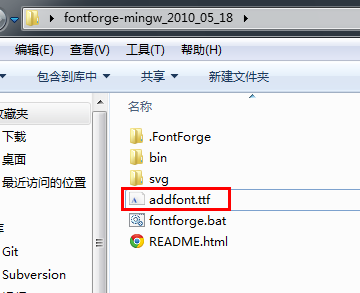 fontforge-mingw_2010_05_18
编辑(E) 查看(V) 工具(T) 帮助(H)
包含到库中 共享 新建文件夹
藏夹
下载
桌面
最近访问的位置
Git
Subversion
名称
.FontForge
bin
svg
addfont.ttf
fontforge.bat
README.html